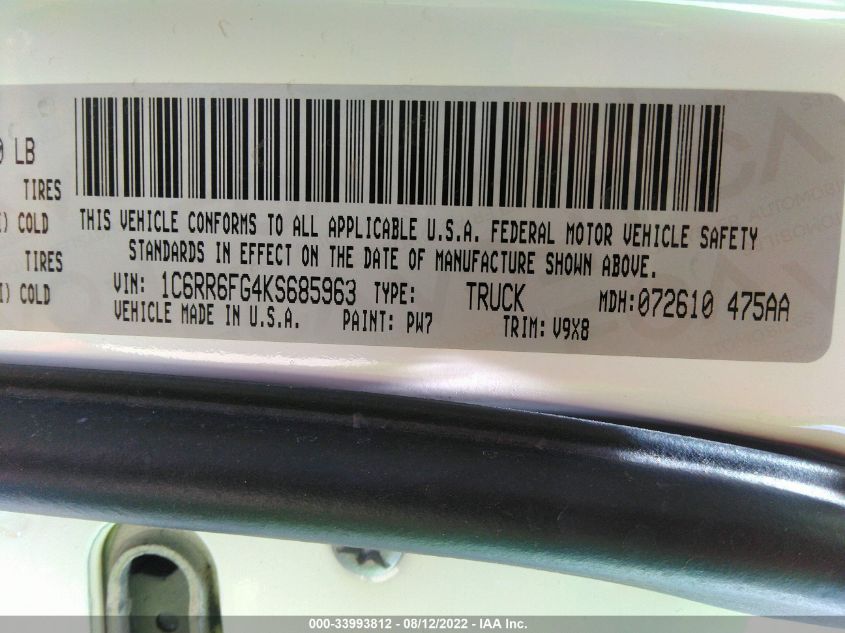 0 LB
TIRES
) COLD
TIRES
I) COLD
THIS VEHICLE CONFORMS TO ALL APPLICABLE U.S.A. FEDERAL MOTOR VEHICLE SAFETY
STANDARDS IN EFFECT ON THE DATE OF MANUFACTURE SHOWN ABOVE.
VIN: 1C6RR6FG4KS685963 TYPE: TRUCK MDH:072610 475AA
VEHICLE MADE IN U.S.A. PAINT: PW7 TRIM: V9X8
000-33993812 - 08/12/2022 - IAA Inc.